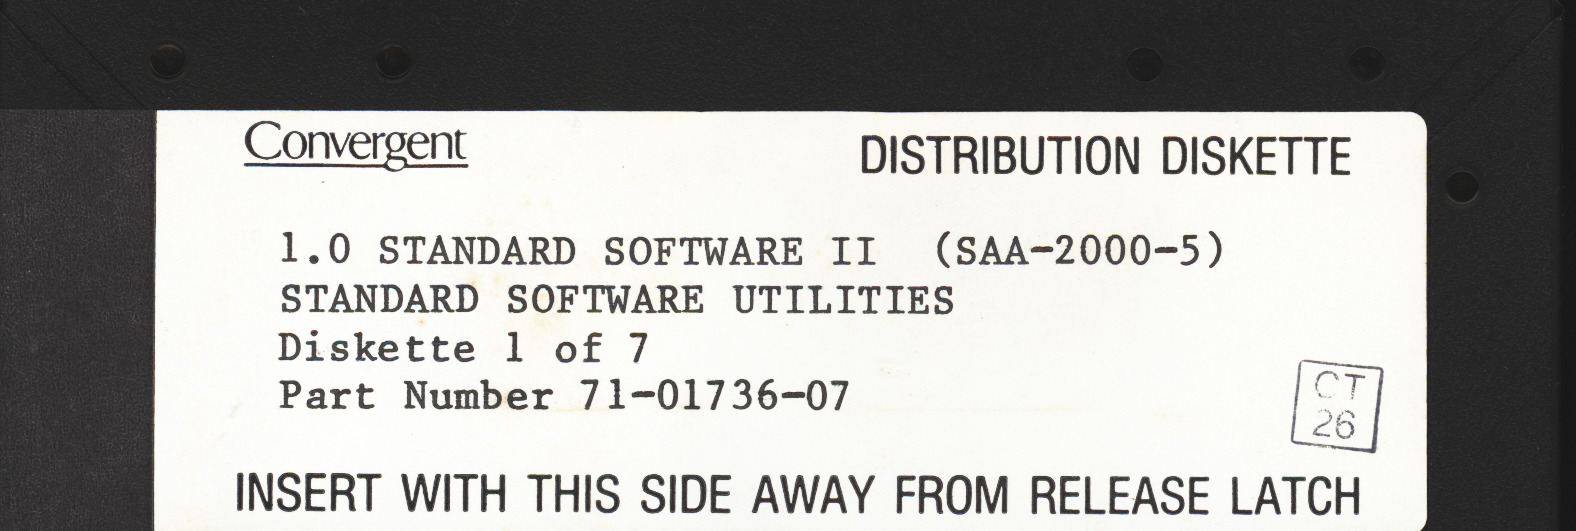 Convergent
DISTRIBUTION DISKETTE
1.0 STANDARD SOFTWARE II (SAA-2000-5)
STANDARD SOFTWARE UTILITIES
Diskette 1 of 7
Part Number 71-01736-07
CT
26
INSERT WITH THIS SIDE AWAY FROM RELEASE LATCH